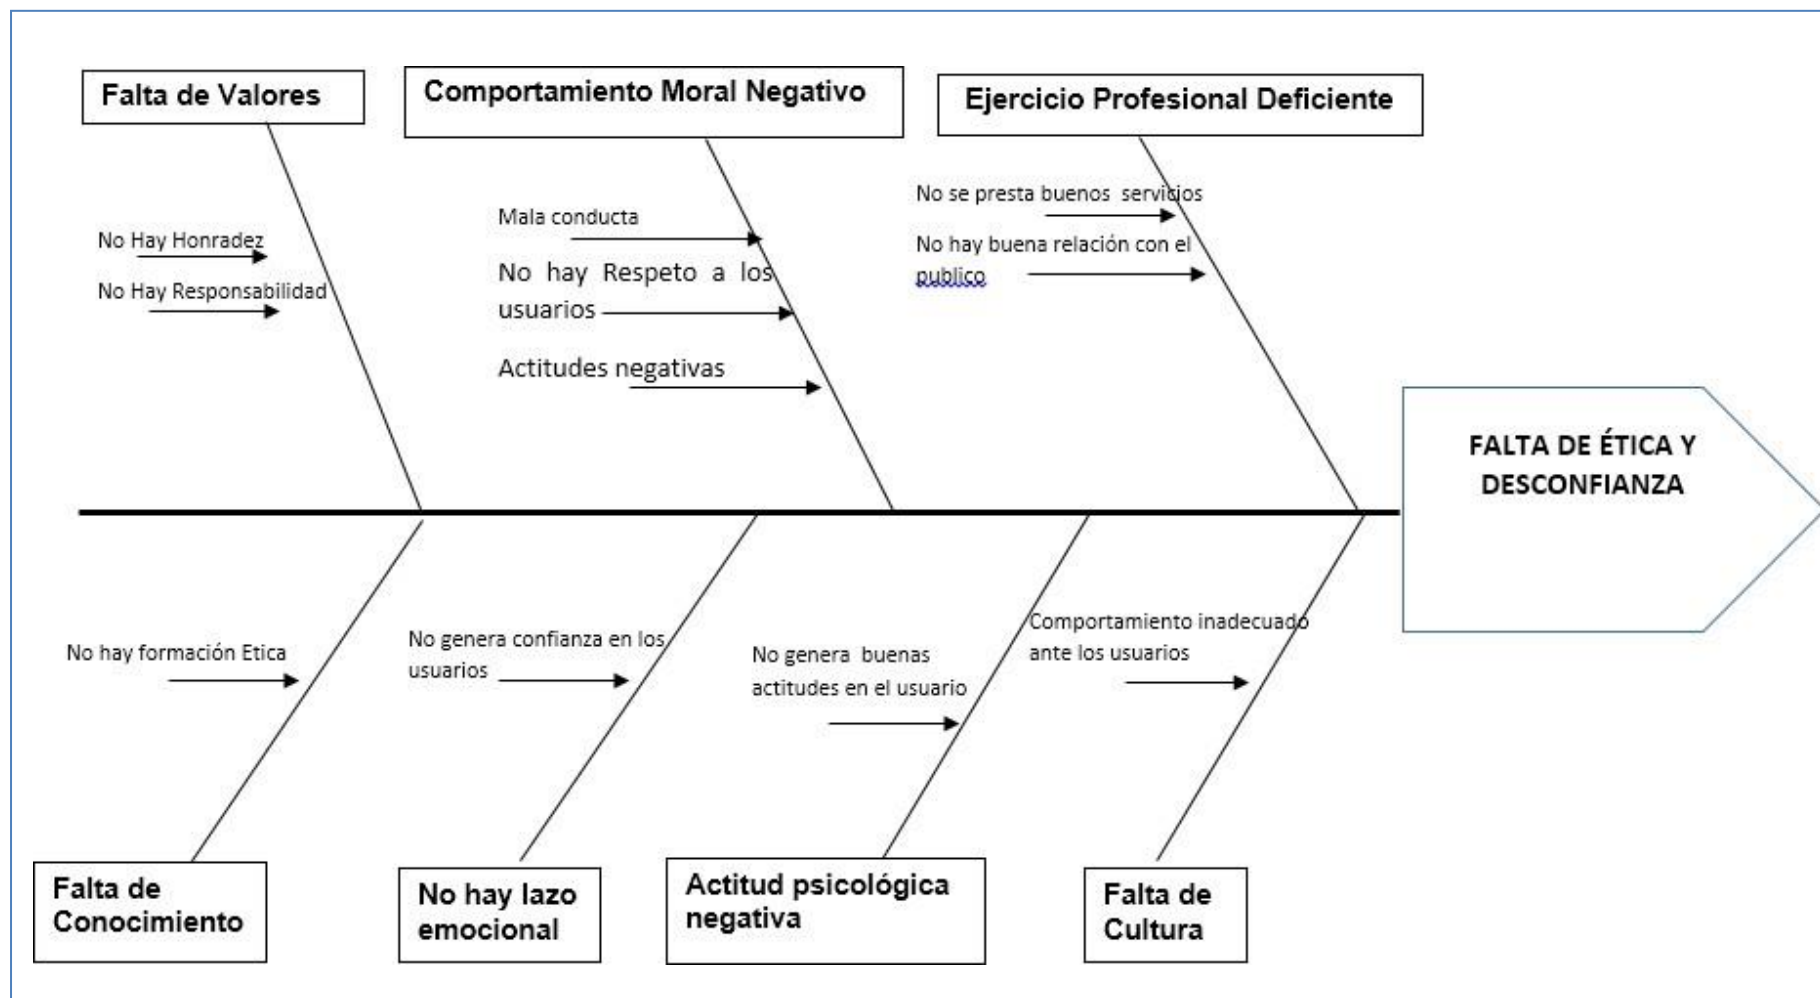 Falta de Valores
Comportamiento Moral Negativo
Ejercicio Profesional Deficiente
No Hay Honradez
No Hay Responsabilidad
Mala conducta
No hay Respeto a los
usuarios
Actitudes negativas
No se presta buenos servicios
No hay buena relación con el
publico
FALTA DE ÉTICA Y
DESCONFIANZA
No hay formación Etica
No genera confianza en los
usuarios
No genera buenas
actitudes en el usuario
Comportamiento inadecuado
ante los usuarios
Falta de
Conocimiento
No hay lazo
emocional
Actitud psicológica
negativa
Falta de
Cultura